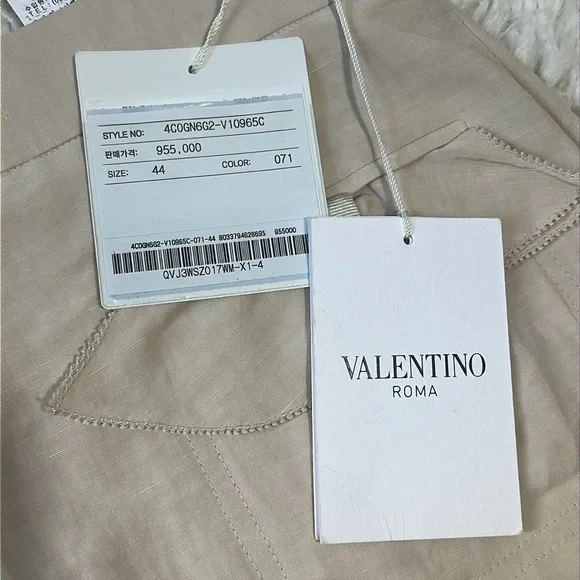 STYLE NO: 4C0GN6G2-V10965C
판매가격: 955,000
SIZE: 44 COLOR: 071
4C0GN6G2-V10965C-071-44 8033794628695 955000
QVJ3WSZ017WM-X1-4
VALENTINO
ROMA